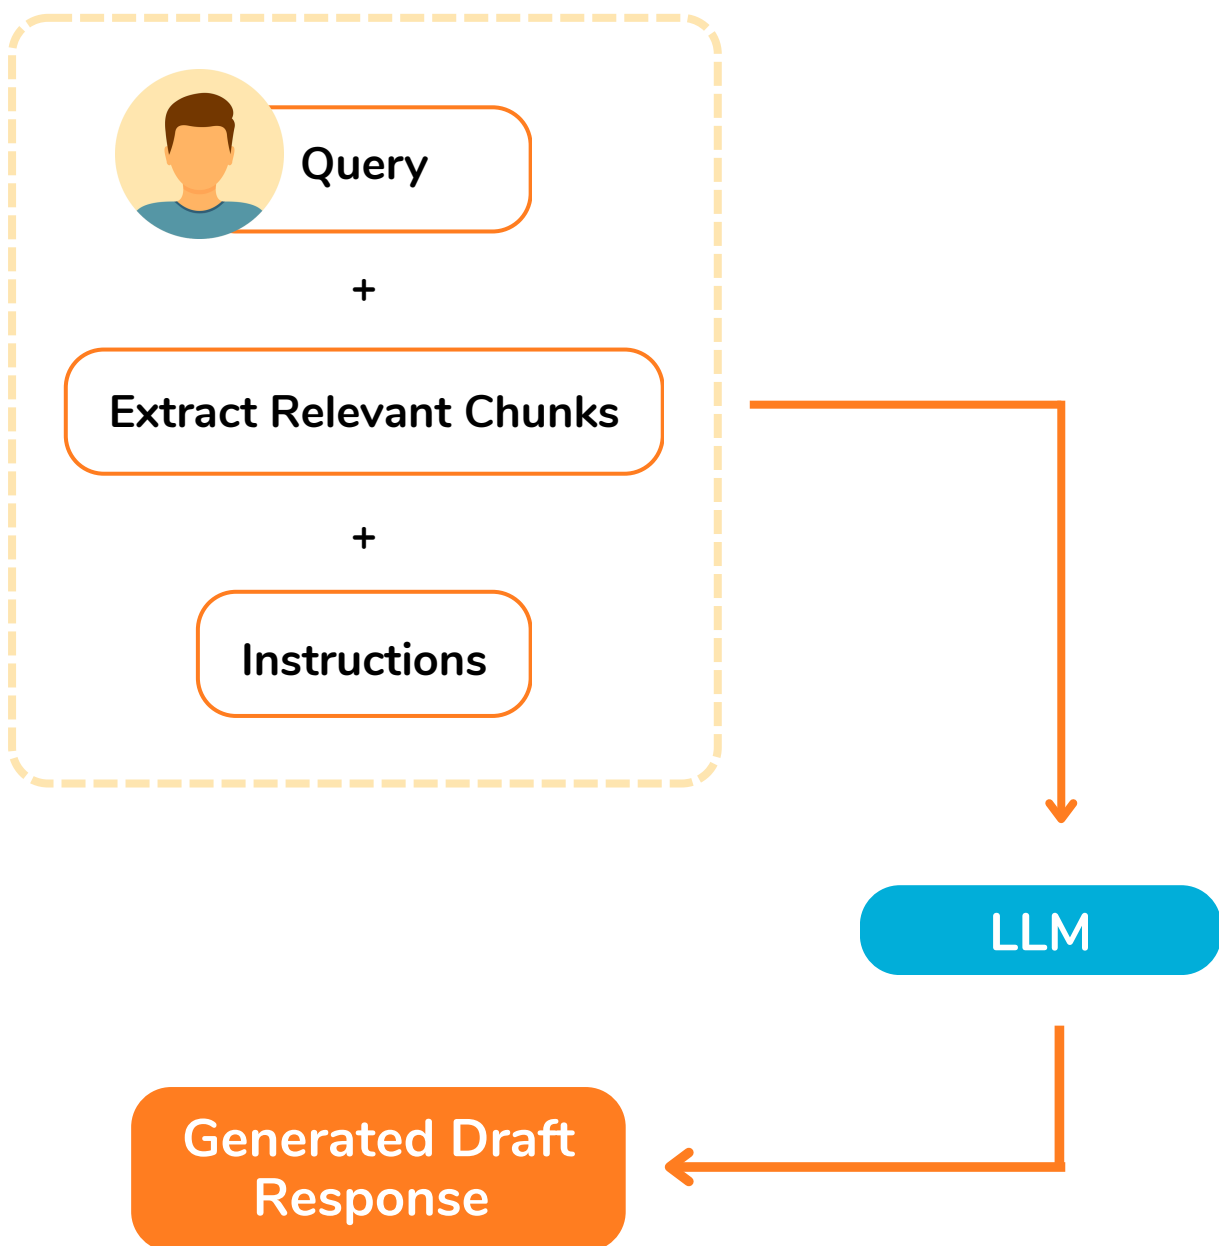 Query
+
Extract Relevant Chunks
+
Instructions
LLM
Generated Draft
Response